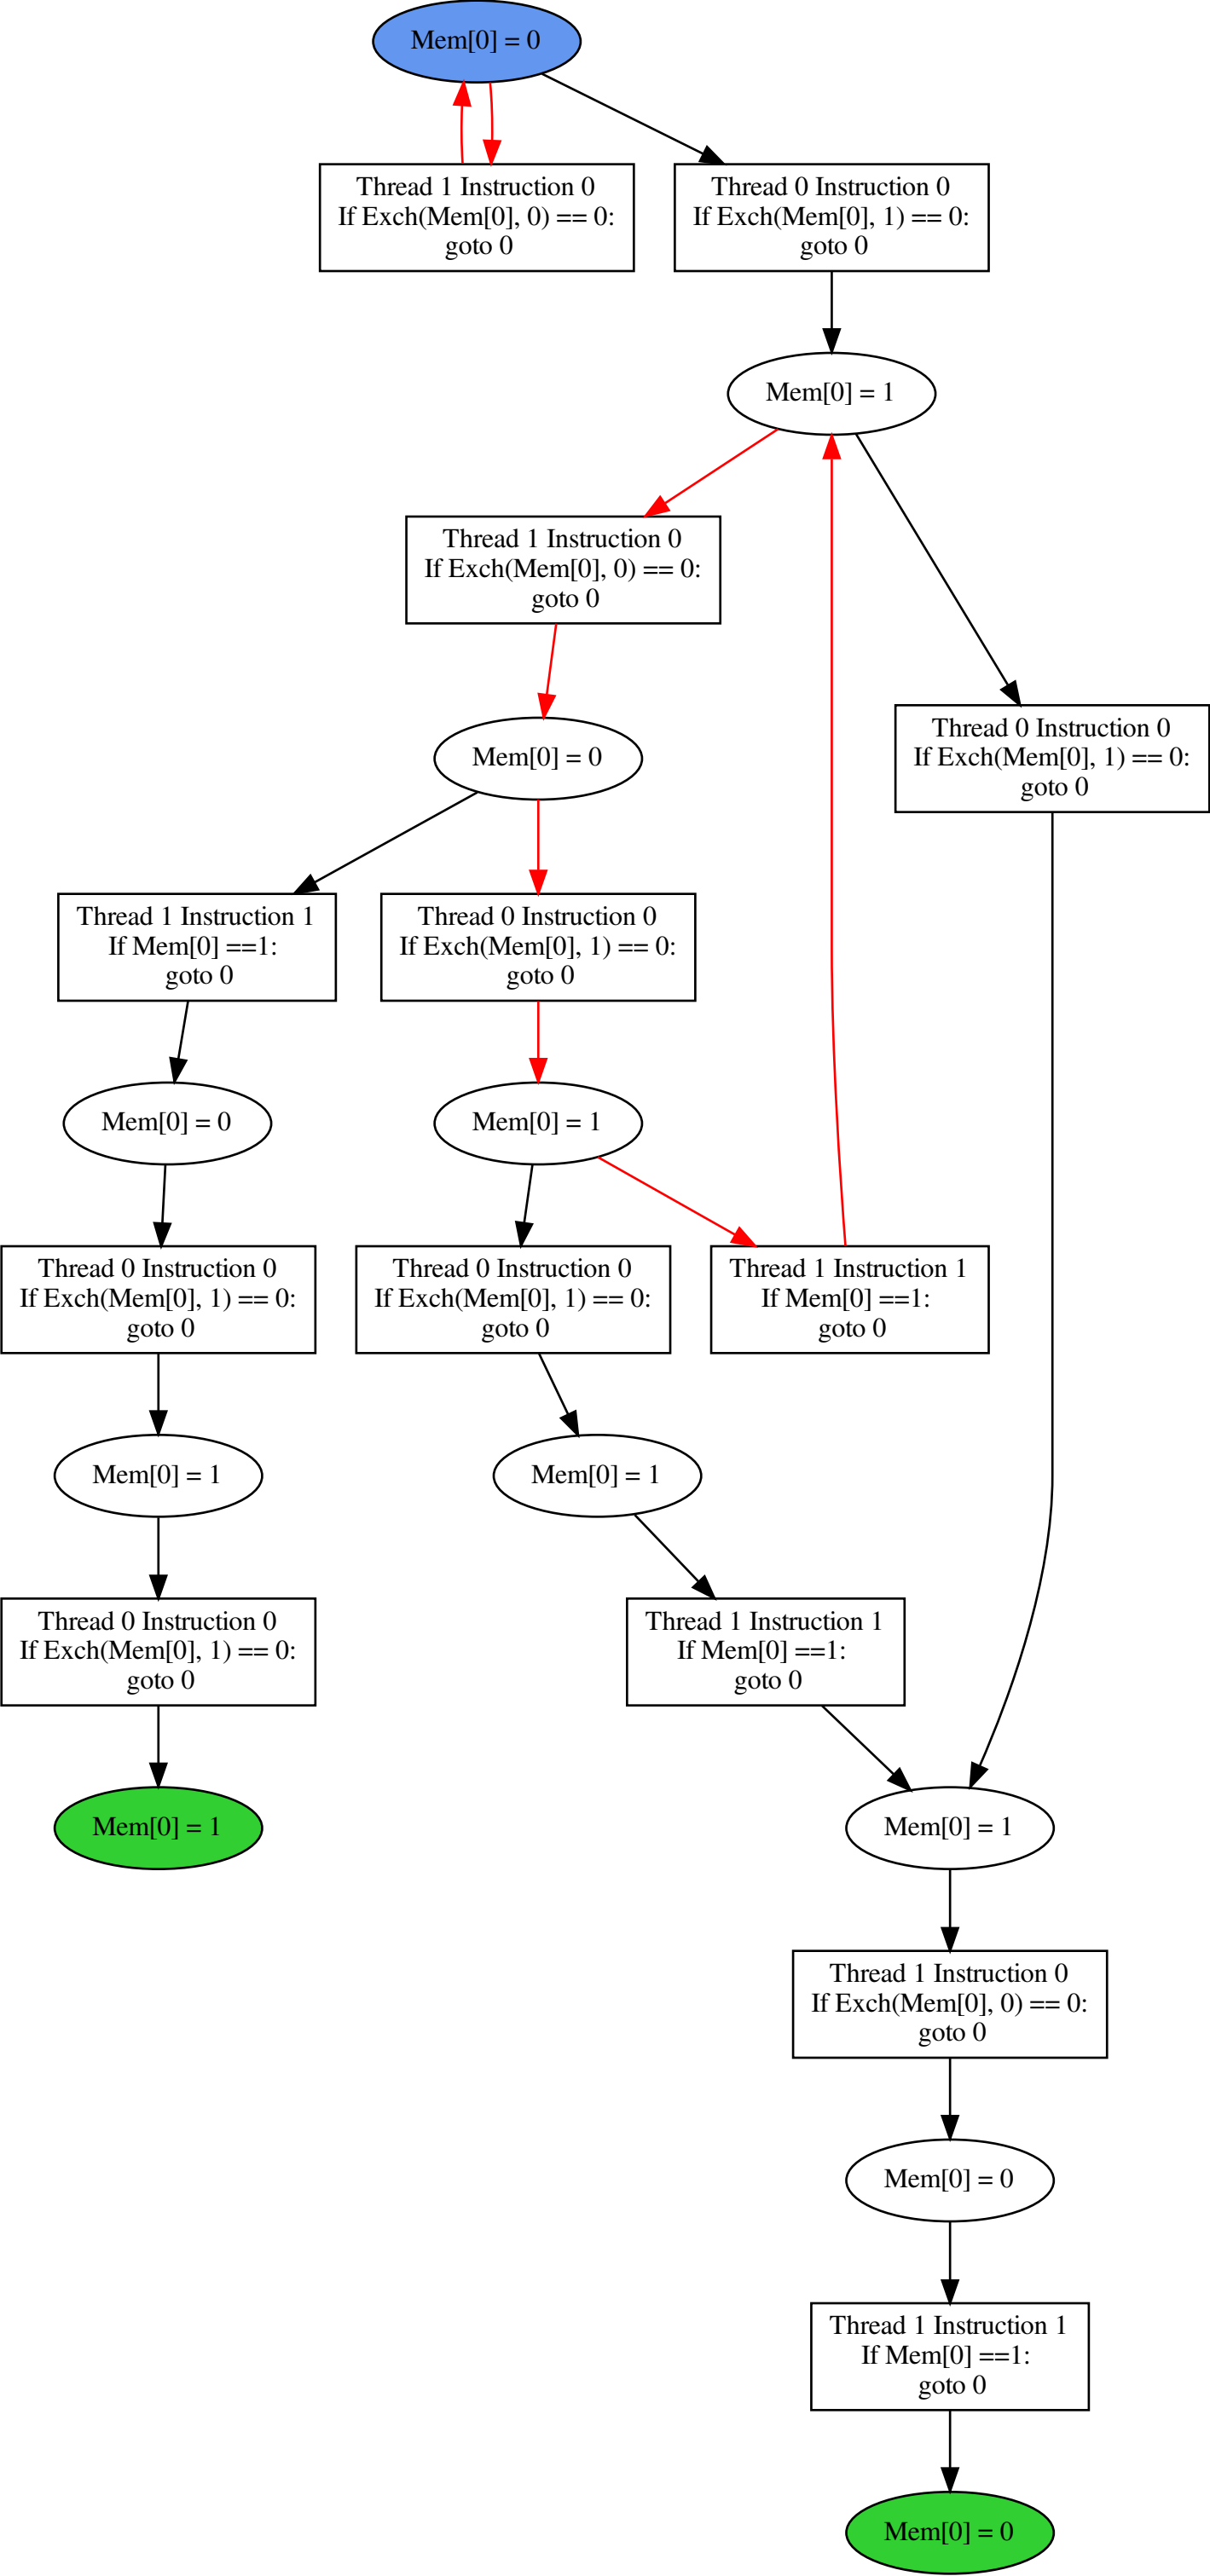 Mem[0] = 0
Thread 1 Instruction 0
If Exch(Mem[0], 0) == 0:
goto 0
Thread 0 Instruction 0
If Exch(Mem[0], 1) == 0:
goto 0
Mem[0] = 1
Thread 1 Instruction 0
If Exch(Mem[0], 0) == 0:
goto 0
Mem[0] = 0
Thread 0 Instruction 0
If Exch(Mem[0], 1) == 0:
goto 0
Thread 1 Instruction 1
If Mem[0] ==1:
goto 0
Thread 0 Instruction 0
If Exch(Mem[0], 1) == 0:
goto 0
Mem[0] = 0
Mem[0] = 1
Thread 0 Instruction 0
If Exch(Mem[0], 1) == 0:
goto 0
Thread 0 Instruction 0
If Exch(Mem[0], 1) == 0:
goto 0
Thread 1 Instruction 1
If Mem[0] ==1:
goto 0
Mem[0] = 1
Mem[0] = 1
Thread 0 Instruction 0
If Exch(Mem[0], 1) == 0:
goto 0
Thread 1 Instruction 1
If Mem[0] ==1:
goto 0
Mem[0] = 1
Mem[0] = 1
Thread 1 Instruction 0
If Exch(Mem[0], 0) == 0:
goto 0
Mem[0] = 0
Thread 1 Instruction 1
If Mem[0] ==1:
goto 0
Mem[0] = 0